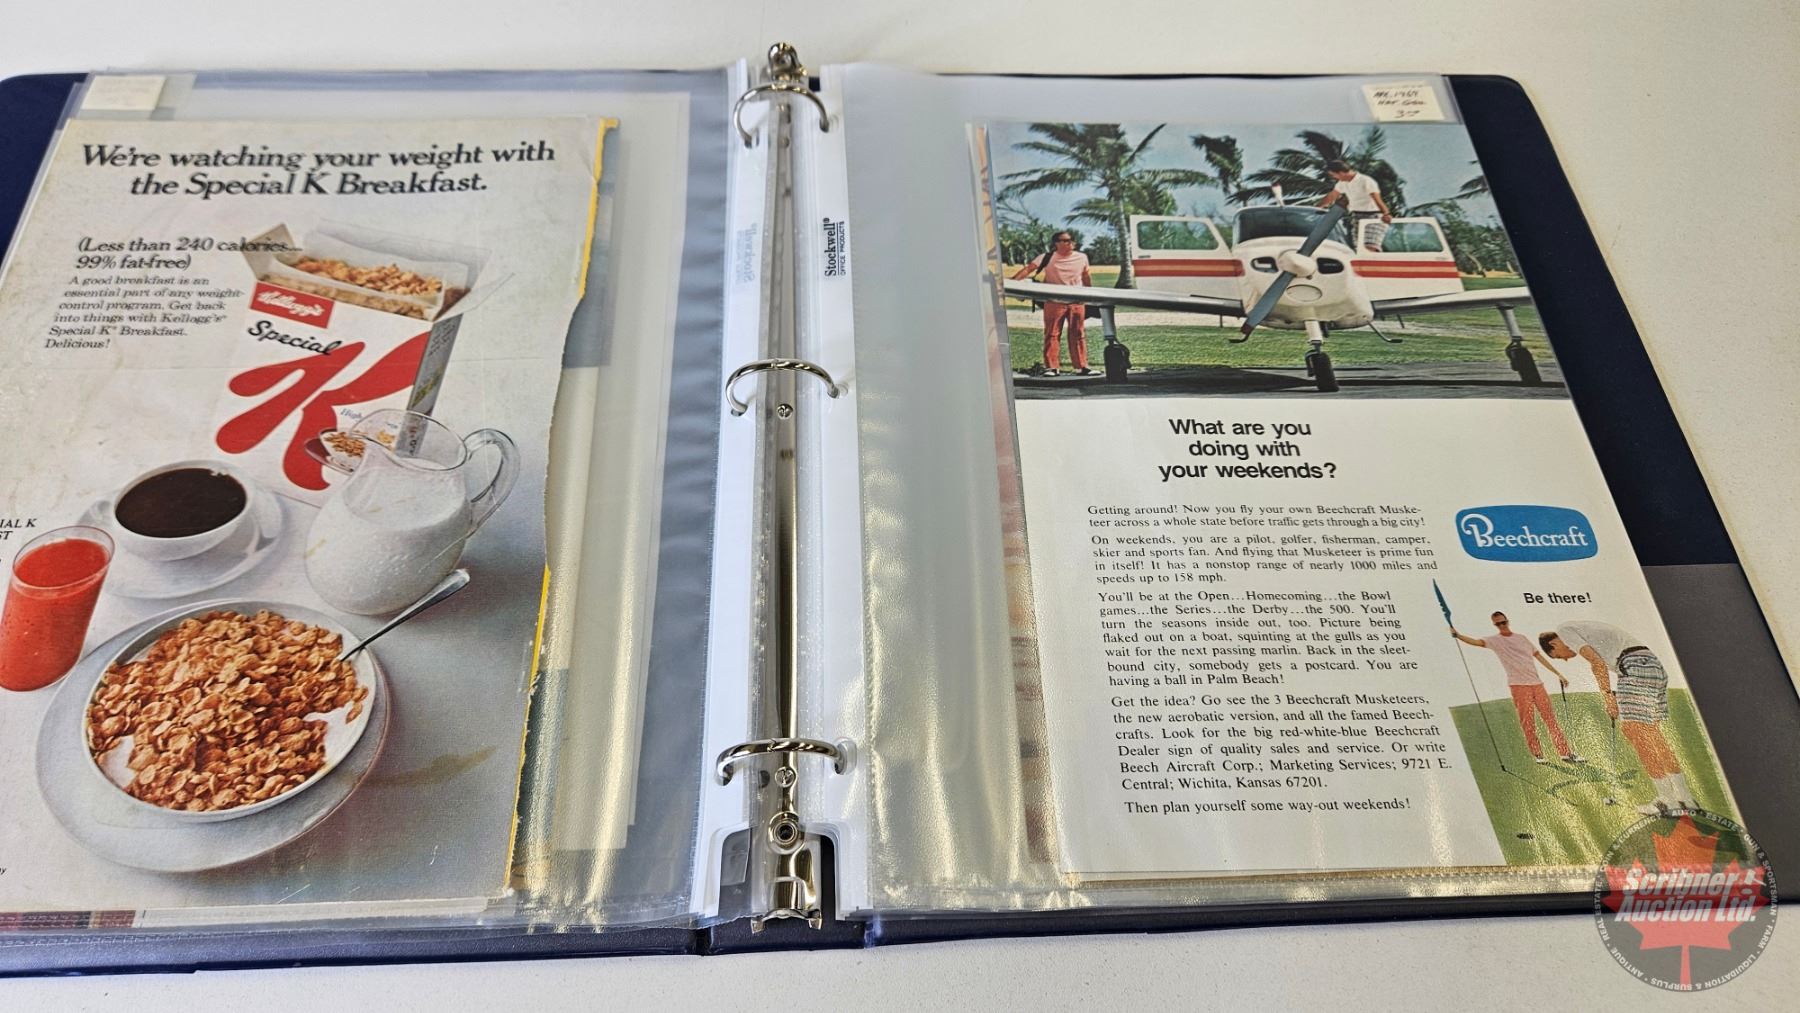 We're watching your weight with
the Special K Breakfast.
(Less than 240 calories...
99% fat-free)
A good breakfast is an
essential part of any weight-
control program. Get back
into things with Kellogg's®
Special K® Breakfast.
Delicious!
Kellogg's
Special
K
High
IAL K
ST
Stockwell®
OFFICE PRODUCTS
1969
3
What are you
doing with
your weekends?
Getting around! Now you fly your own Beechcraft Muske-
teer across a whole state before traffic gets through a big city!
On weekends, you are a pilot, golfer, fisherman, camper,
skier and sports fan. And flying that Musketeer is prime fun
in itself! It has a nonstop range of nearly 1000 miles and
speeds up to 158 mph.
You'll be at the Open...Homecoming...the Bowl
games...the Series...the Derby...the 500. You'll
turn the seasons inside out, too. Picture being
flaked out on a boat, squinting at the gulls as you
wait for the next passing marlin. Back in the sleet-
bound city, somebody gets a postcard. You are
having a ball in Palm Beach!
Get the idea? Go see the 3 Beechcraft Musketeers,
the new aerobatic version, and all the famed Beech-
crafts. Look for the big red-white-blue Beechcraft
Dealer sign of quality sales and service. Or write
Beech Aircraft Corp.; Marketing Services; 9721 E.
Central; Wichita, Kansas 67201.
Then plan yourself some way-out weekends!
Beechcraft
Be there!
Scribner
Auction Ltd.